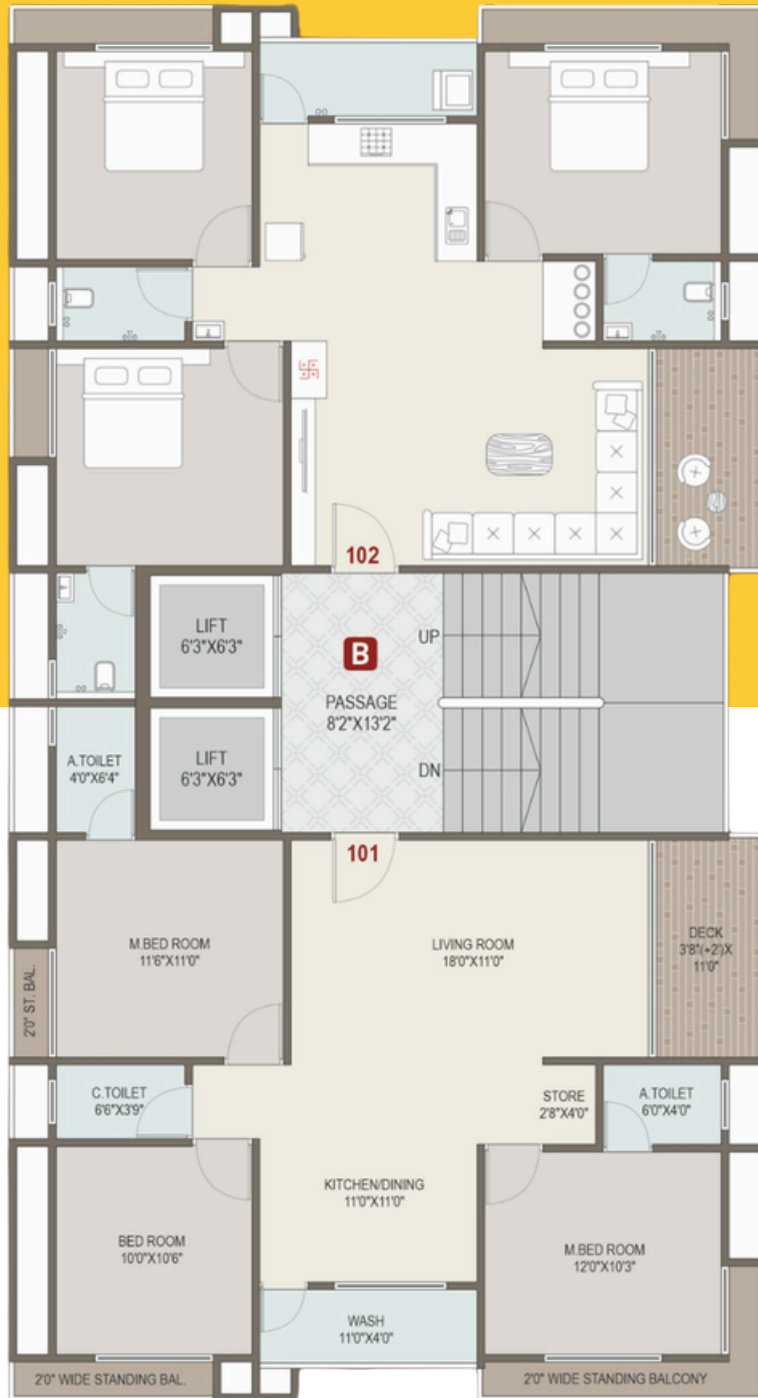 102
LIFT
6'3"X6'3"
B
UP
PASSAGE
8'2"X13'2"
A.TOILET
4'0"X6'4"
LIFT
6'3"X6'3"
DN
101
M.BED ROOM
11'6"X11'0"
LIVING ROOM
18'0"X11'0"
DECK
3'8"(+2')X
11'0"
2'0" ST. BAL.
C.TOILET
6'6"X3'9"
STORE
2'8"X4'0"
A.TOILET
6'0"X4'0"
KITCHEN/DINING
11'0"X11'0"
BED ROOM
10'0"X10'6"
M.BED ROOM
12'0"X10'3"
WASH
11'0"X4'0"
2'0" WIDE STANDING BAL.
2'0" WIDE STANDING BALCONY